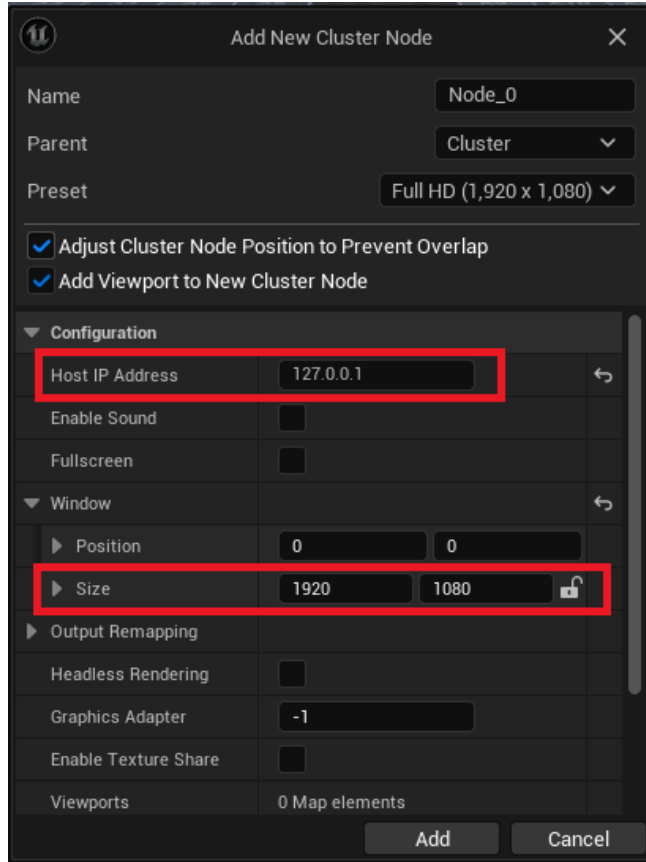 Add New Cluster Node
Name Node_0
Parent Cluster
Preset Full HD (1,920 x 1,080)
Adjust Cluster Node Position to Prevent Overlap
Add Viewport to New Cluster Node
Configuration
Host IP Address 127.0.0.1
Enable Sound
Fullscreen
Window
Position 0 0
Size 1920 1080
Output Remapping
Headless Rendering
Graphics Adapter -1
Enable Texture Share
Viewports 0 Map elements
Add Cancel